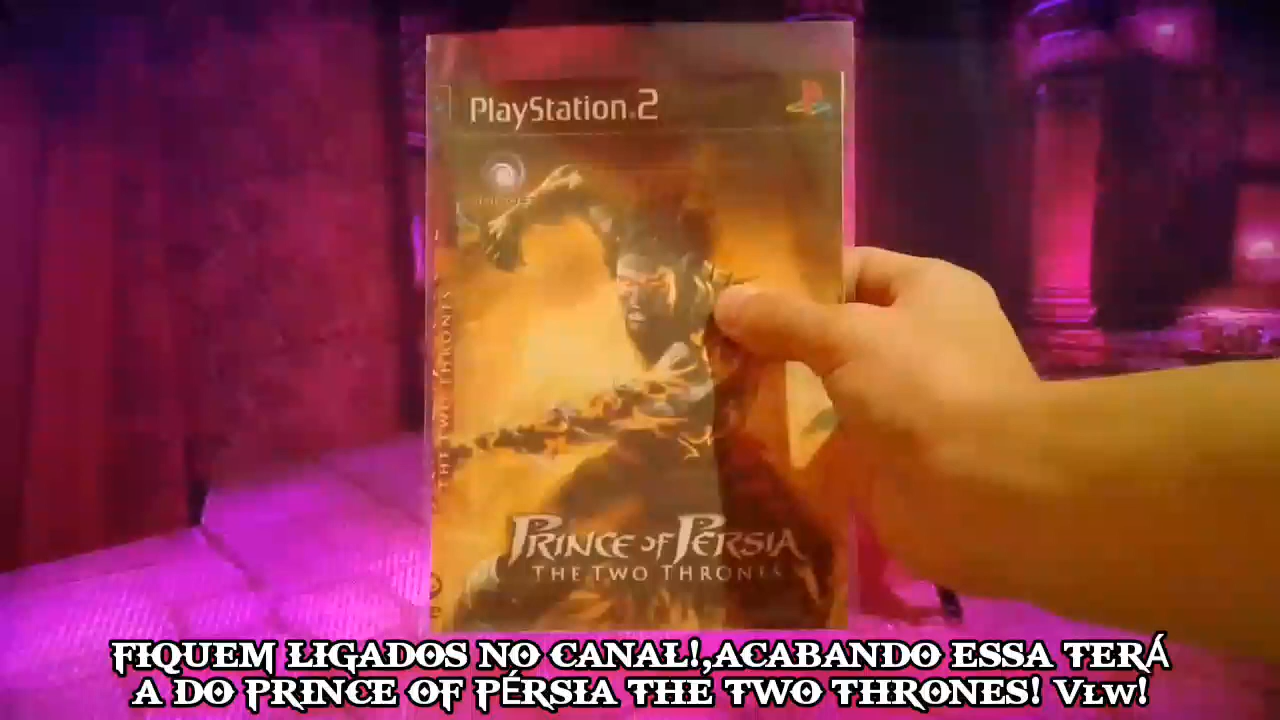 PlayStation.2
THE TWO THRONES
PRINCE OF PERSIA
THE TWO THRONES
FIQUEM LIGADOS NO CANAL!,ACABANDO ESSA TERÁ
A DO PRINCE OF PÉRSIA THE TWO THRONES! Vlw!